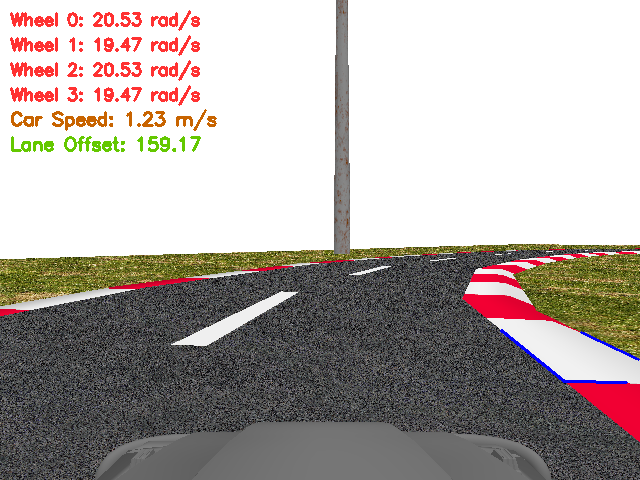 Wheel 0: 20.53 rad/s
Wheel 1: 19.47 rad/s
Wheel 2: 20.53 rad/s
Wheel 3: 19.47 rad/s
Car Speed: 1.23 m/s
Lane Offset: 159.17